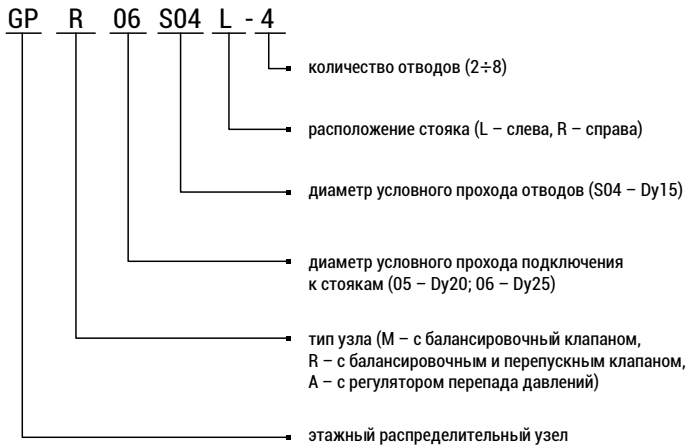 GP R 06 S04 L - 4
количество отводов (2÷8)
расположение стояка (L – слева, R – справа)
диаметр условного прохода отводов (S04 – Dy15)
диаметр условного прохода подключения
к стоякам (05 – Dy20; 06 – Dy25)
тип узла (M – с балансировочный клапаном,
R – с балансировочным и перепускным клапаном,
A – с регулятором перепада давлений)
этажный распределительный узел